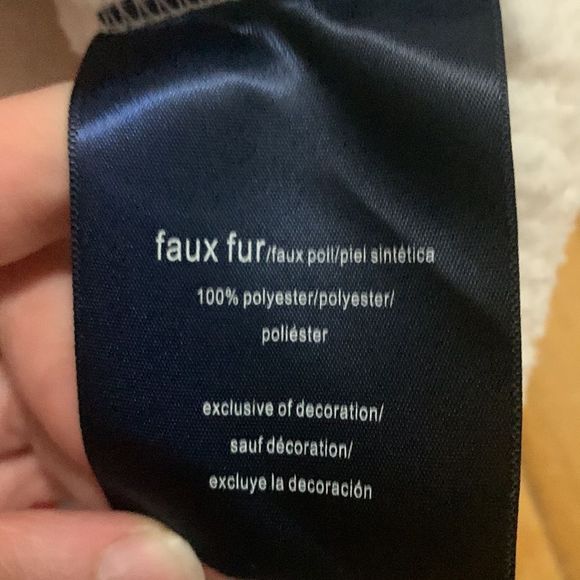 faux fur/faux poil/piel sintética
100% polyester/polyester/
poliéster
exclusive of decoration/
sauf décoration/
excluye la decoración